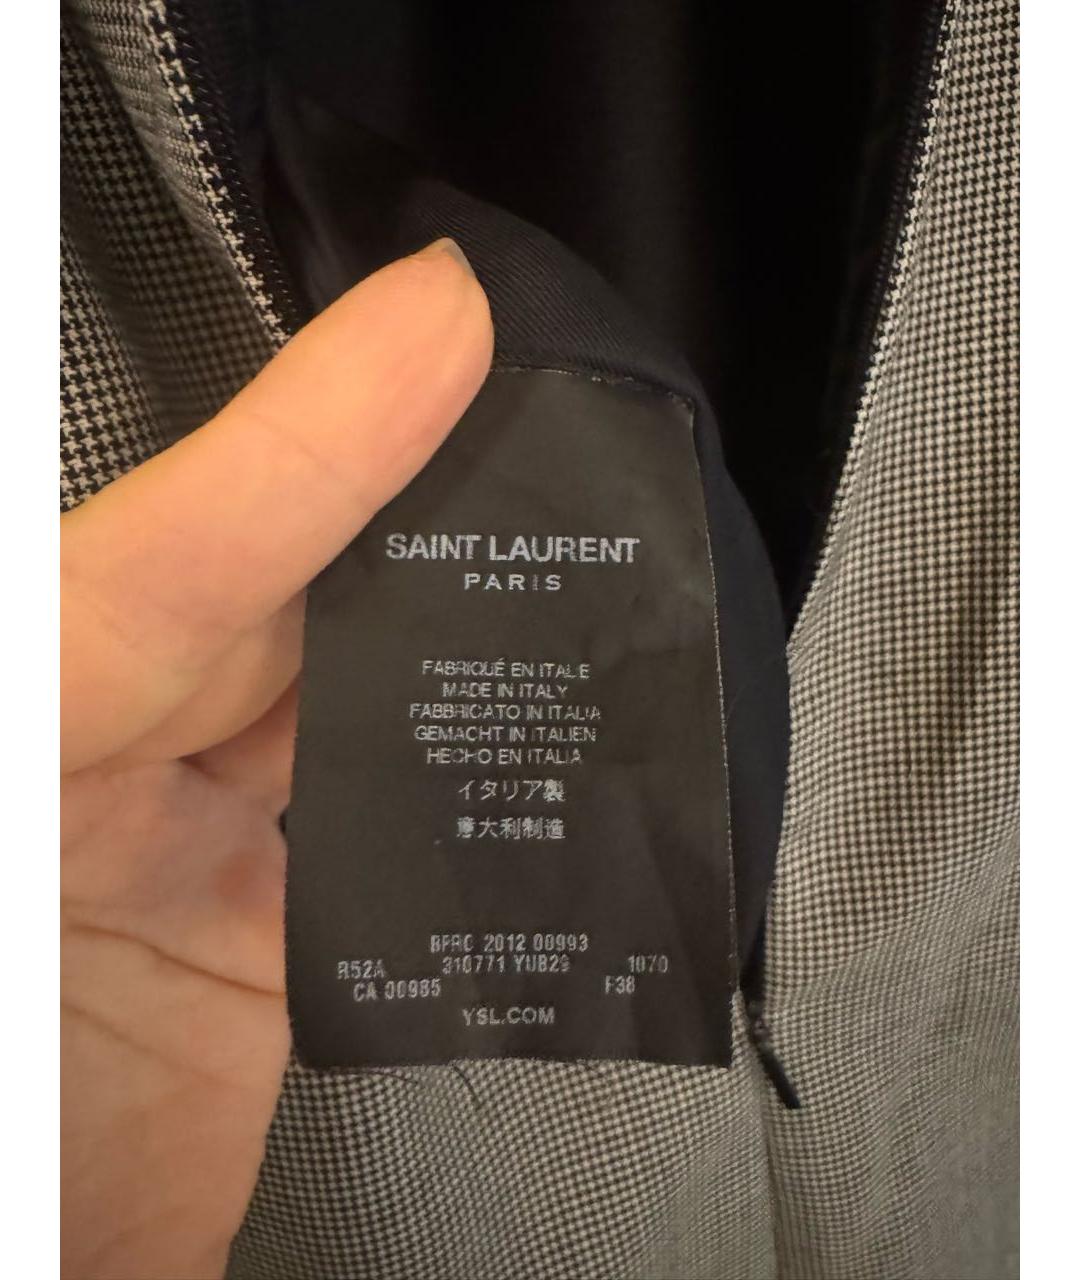 SAINT LAURENT
PARIS
FABRIQUÉ EN ITALIE
MADE IN ITALY
FABBRICATO IN ITALIA
GEMACHT IN ITALIEN
HECHO EN ITALIA
イタリア製
意大利制造
BPRC 2012 00993
R52A 310771 YUB29 1070
CA 00985 F38
YSL.COM